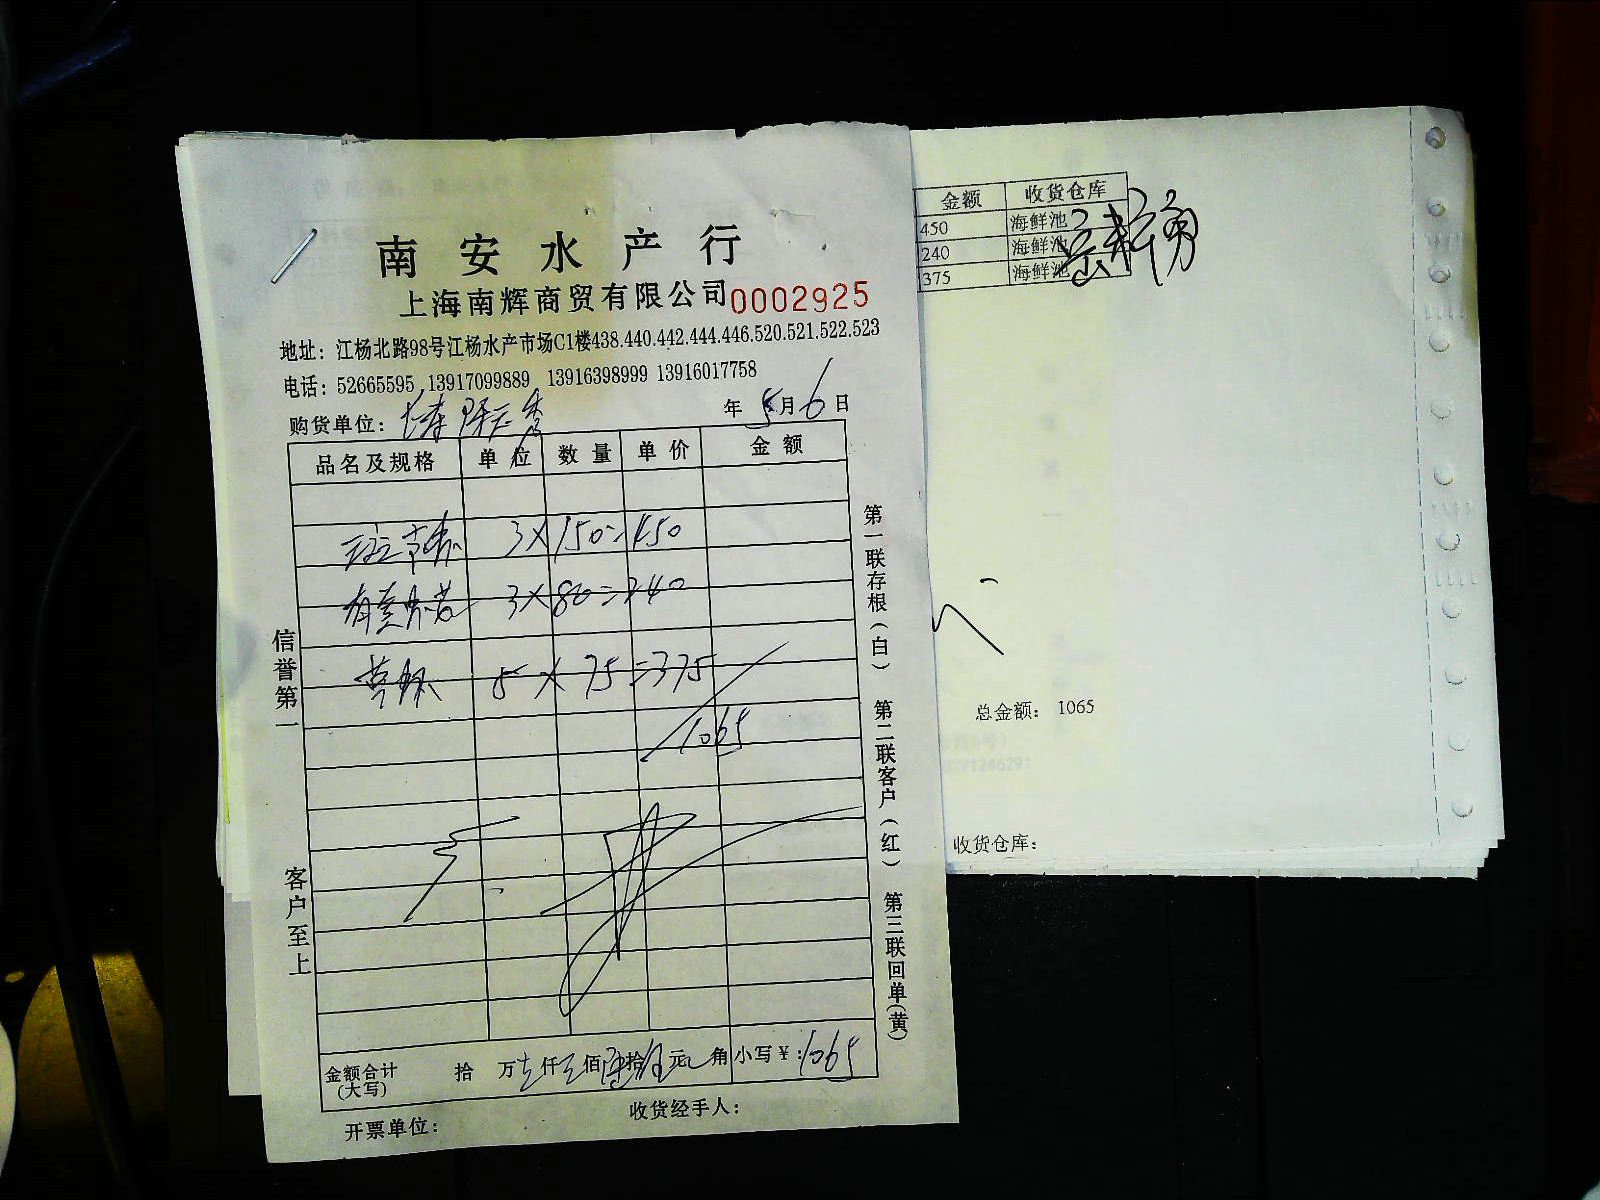 南安水产行
上海南辉商贸有限公司 0002925
地址：江杨北路98号江杨水产市场C1楼438.440.442.444.446.520.521.522.523
电话：52665595 13917099889 13916398999 13916017758
购货单位： 年 5月6日
品名及规格 单位 数量 单价 金额
3×150=450
3×80=240
5×75=375
1065
金额合计(大写) 拾 万 仟 佰 拾 元 角 小写￥：1065
开票单位： 收货经手人：
信誉第一
客户至上
第一联存根(白) 第二联客户(红) 第三联回单(黄)
金额 收货仓库
450 海鲜池
240 海鲜池
375 海鲜池
总金额： 1065
收货仓库：